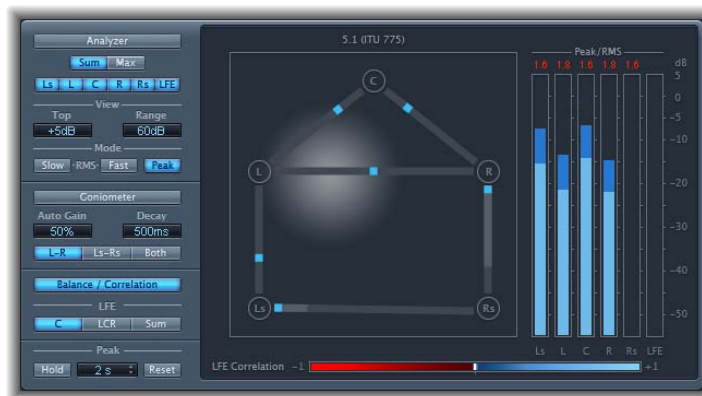 Analyzer
Sum Max
Ls L C R Rs LFE
View
Top Range
+5dB 60dB
Mode
Slow -RMS- Fast Peak
Goniometer
Auto Gain Decay
50% 500ms
L-R Ls-Rs Both
Balance / Correlation
LFE
C LCR Sum
Peak
Hold 2 s Reset
5.1 (ITU 775)
C
L R
Ls Rs
LFE Correlation -1 +1
Peak/RMS
1.6 1.8 1.6 1.8 1.6 dB
5
0
-5
-10
-20
-30
-40
-50
Ls L C R Rs LFE